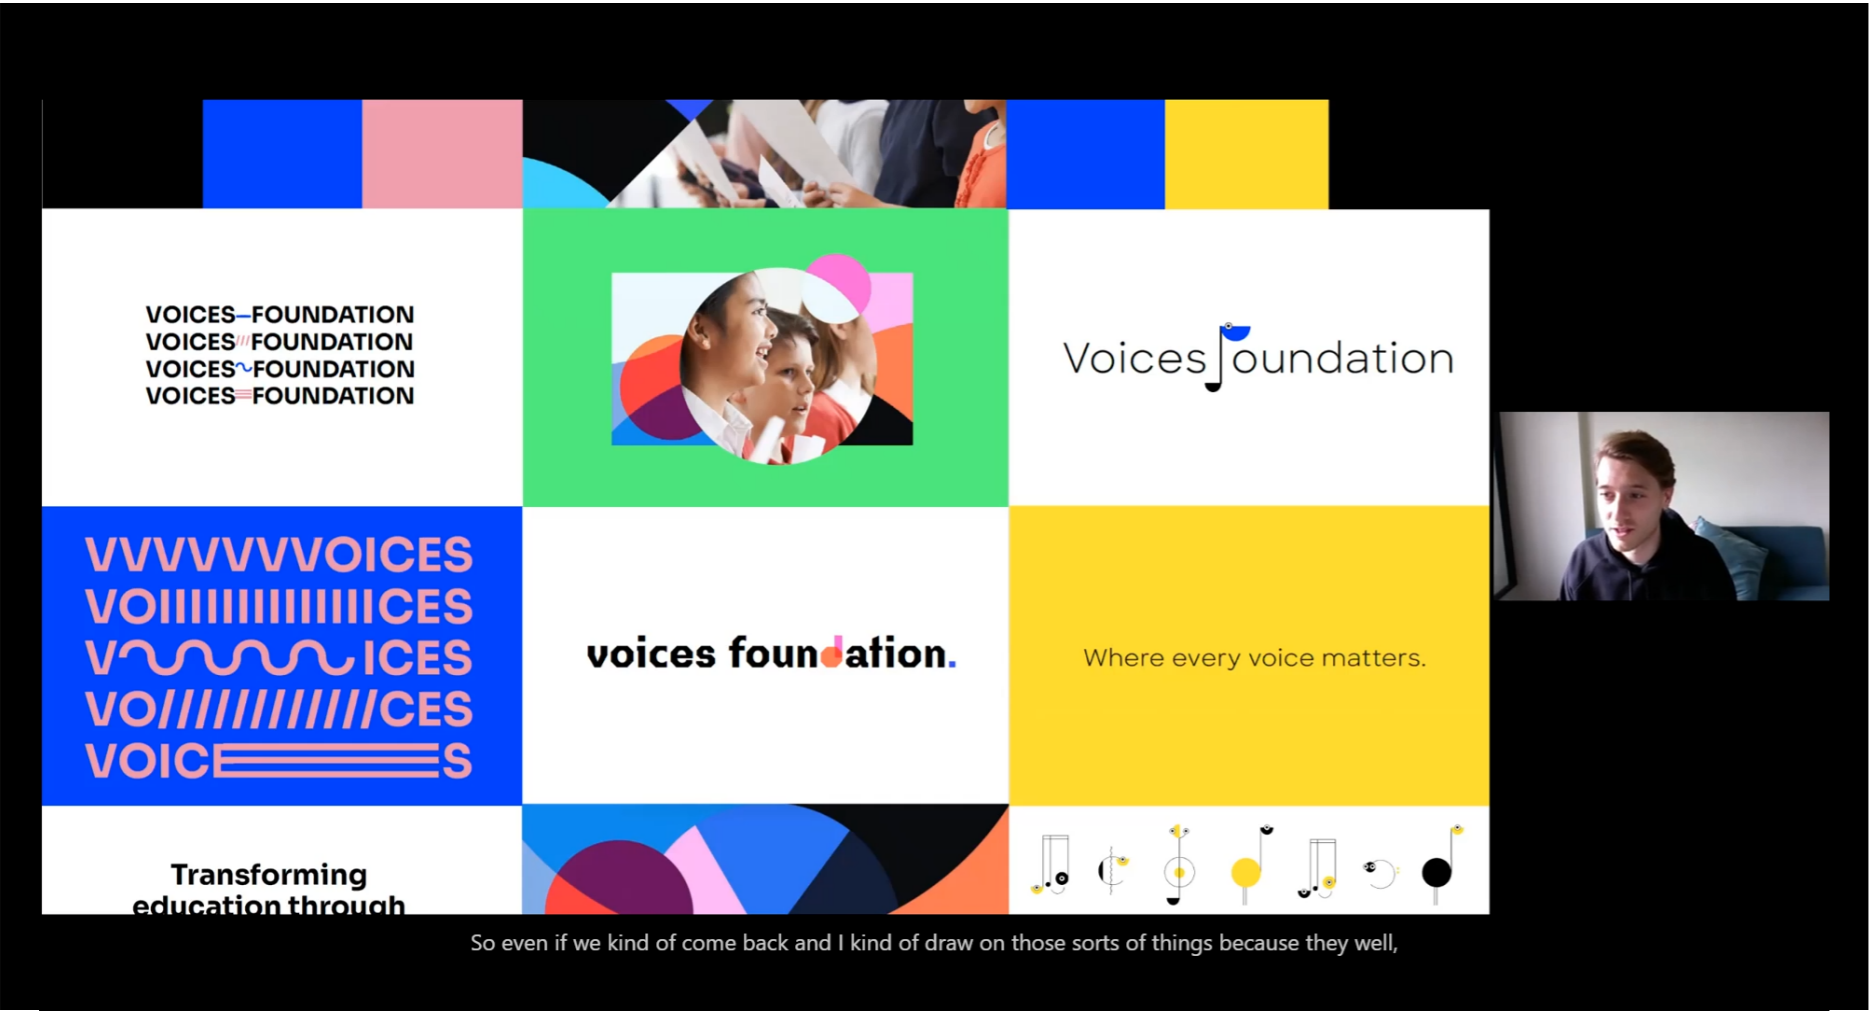 VOICES–FOUNDATION
VOICES///FOUNDATION
VOICES~FOUNDATION
VOICES≡FOUNDATION
Voices foundation
VVVVVVVOICES
VOIIIIIIIIIIIIIIICES
V ICES
VO////////////CES
VOICES
voices foundation.
Where every voice matters.
Transforming
education through
So even if we kind of come back and I kind of draw on those sorts of things because they well,